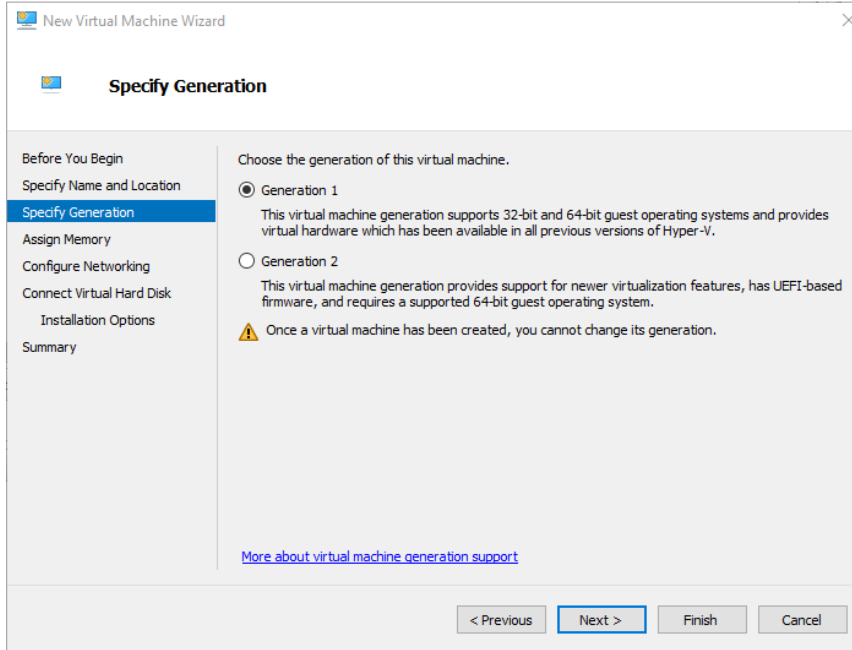 New Virtual Machine Wizard
Specify Generation
Before You Begin
Specify Name and Location
Specify Generation
Assign Memory
Configure Networking
Connect Virtual Hard Disk
Installation Options
Summary
Choose the generation of this virtual machine.
Generation 1
This virtual machine generation supports 32-bit and 64-bit guest operating systems and provides
virtual hardware which has been available in all previous versions of Hyper-V.
Generation 2
This virtual machine generation provides support for newer virtualization features, has UEFI-based
firmware, and requires a supported 64-bit guest operating system.
Once a virtual machine has been created, you cannot change its generation.
More about virtual machine generation support
< Previous
Next >
Finish
Cancel